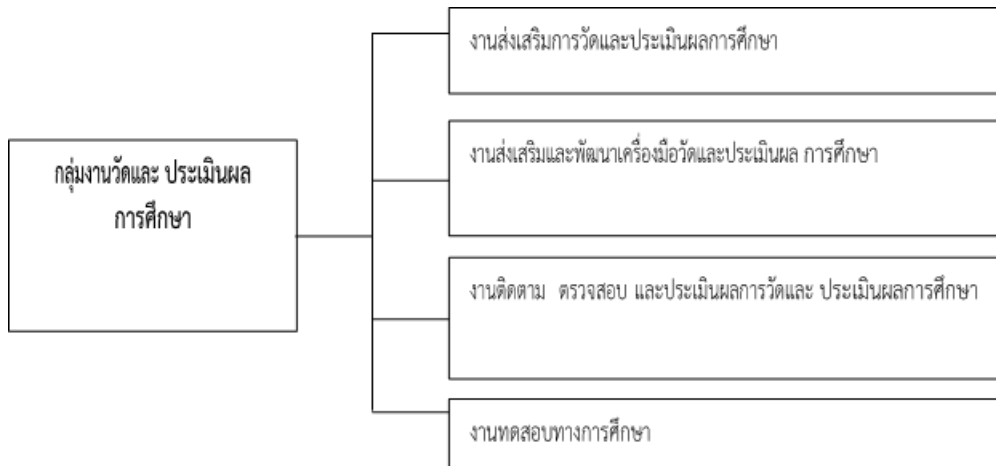 งานส่งเสริมการวัดและประเมินผลการศึกษา
งานส่งเสริมและพัฒนาเครื่องมือวัดและประเมินผล การศึกษา
กลุ่มงานวัดและ ประเมินผล
การศึกษา
งานติดตาม ตรวจสอบ และประเมินผลการวัดและ ประเมินผลการศึกษา
งานทดสอบทางการศึกษา